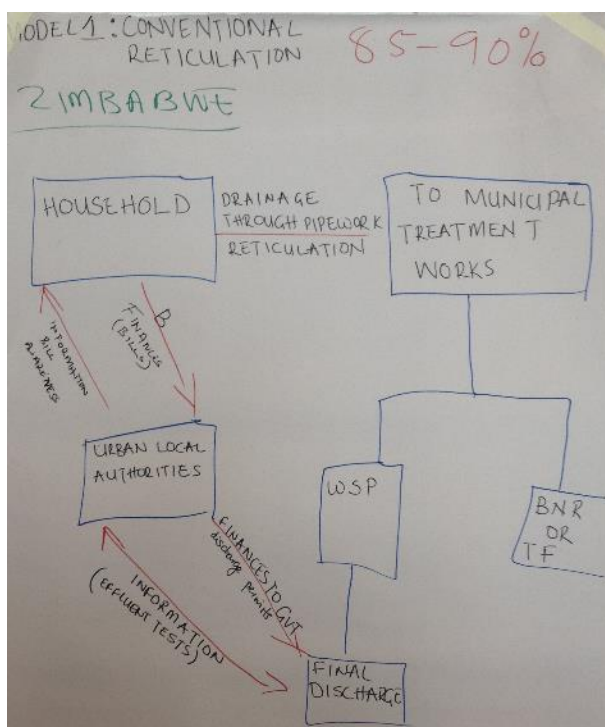 MODEL 1: CONVENTIONAL
RETICULATION
85-90%
ZIMBABWE
HOUSEHOLD
DRAINAGE
THROUGH PIPEWORK
RETICULATION
TO MUNICIPAL
TREATMENT
WORKS
INFORMATION
BILL
AWARENESS
B
FINANCES
(BILLS)
URBAN LOCAL
AUTHORITIES
WSP
BNR
OR
TF
FINANCES TO GVT
discharge permits
INFORMATION
(EFFLUENT TESTS)
FINAL
DISCHARGE